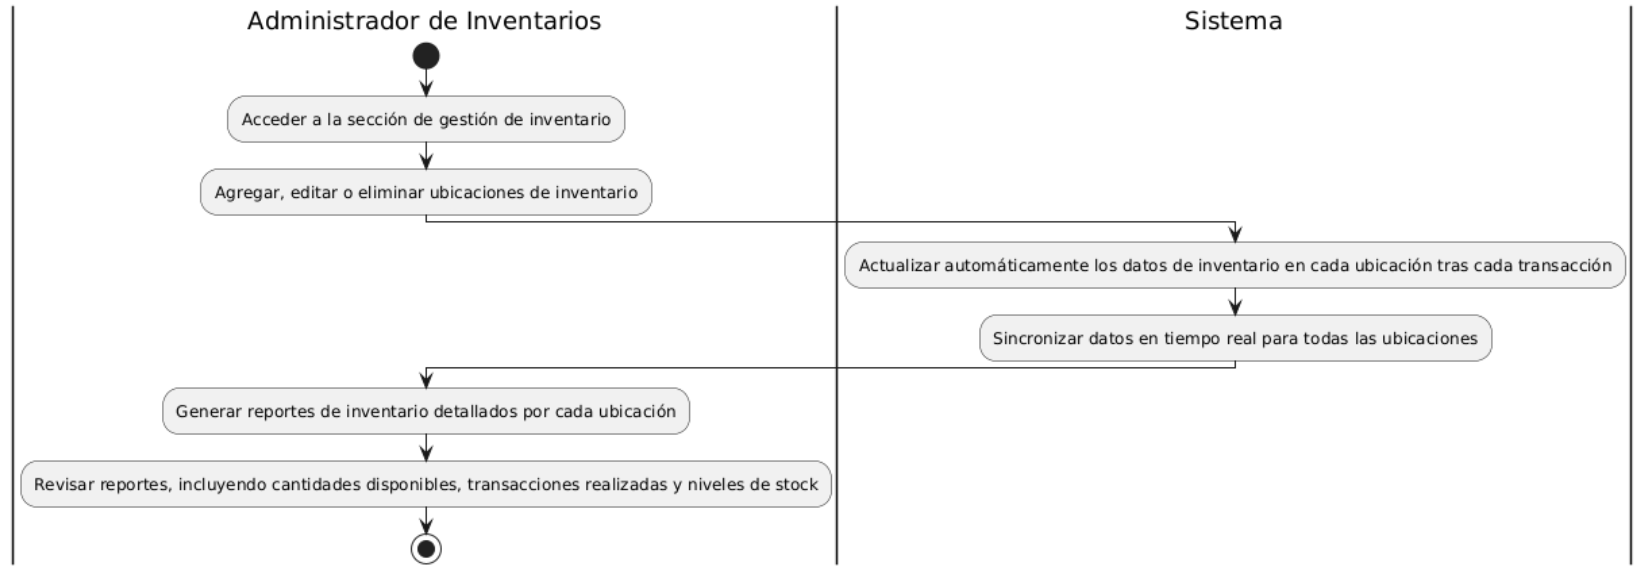 Administrador de Inventarios
Sistema
Acceder a la sección de gestión de inventario
Agregar, editar o eliminar ubicaciones de inventario
Actualizar automáticamente los datos de inventario en cada ubicación tras cada transacción
Sincronizar datos en tiempo real para todas las ubicaciones
Generar reportes de inventario detallados por cada ubicación
Revisar reportes, incluyendo cantidades disponibles, transacciones realizadas y niveles de stock